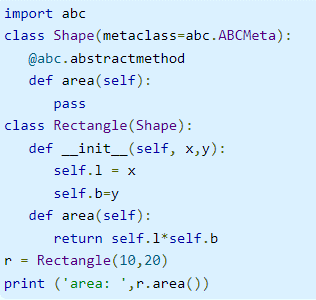 import abc
class Shape(metaclass=abc.ABCMeta):
   @abc.abstractmethod
   def area(self):
      pass
class Rectangle(Shape):
   def __init__(self, x,y):
      self.l = x
      self.b=y
   def area(self):
      return self.l*self.b
r = Rectangle(10,20)
print ('area: ',r.area())